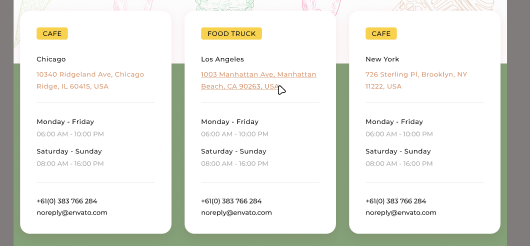 CAFE
Chicago
10340 Ridgeland Ave, Chicago
Ridge, IL 60415, USA
Monday - Friday
06:00 AM - 10:00 PM
Saturday - Sunday
08:00 AM - 16:00 PM
+61(0) 383 766 284
noreply@envato.com
FOOD TRUCK
Los Angeles
1003 Manhattan Ave, Manhattan
Beach, CA 90263, USA
Monday - Friday
06:00 AM - 10:00 PM
Saturday - Sunday
08:00 AM - 16:00 PM
+61(0) 383 766 284
noreply@envato.com
CAFE
New York
726 Sterling Pl, Brooklyn, NY
11222, USA
Monday - Friday
06:00 AM - 10:00 PM
Saturday - Sunday
08:00 AM - 16:00 PM
+61(0) 383 766 284
noreply@envato.com